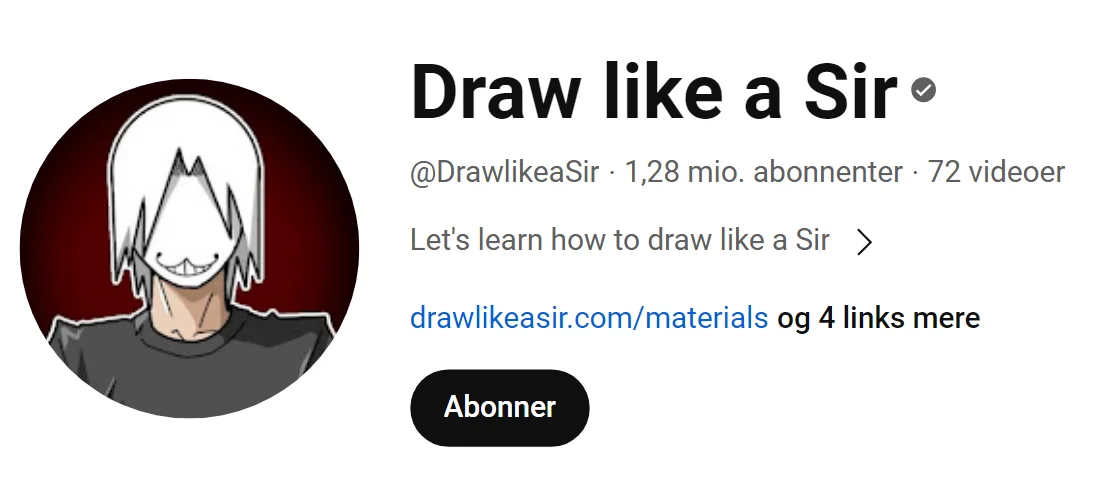 Draw like a Sir
@DrawlikeaSir · 1,28 mio. abonnenter · 72 videoer
Let's learn how to draw like a Sir
drawlikeasir.com/materials og 4 links mere
Abonner